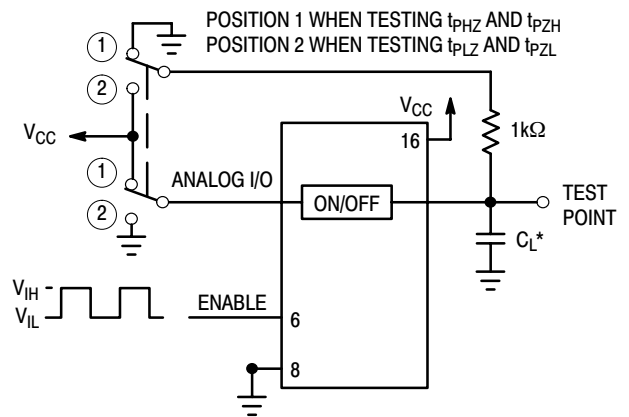 POSITION 1 WHEN TESTING tPHZ AND tPZH
POSITION 2 WHEN TESTING tPLZ AND tPZL
1
2
VCC
1
2
VCC
16
1kΩ
ANALOG I/O
ON/OFF
TEST
POINT
CL*
VIH
VIL
ENABLE
6
8